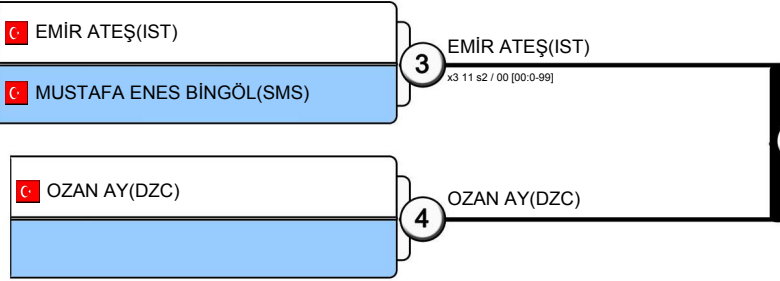 EMİR ATEŞ(IST)
MUSTAFA ENES BİNGÖL(SMS)
3
EMİR ATEŞ(IST)
x3 11 s2 / 00 [00:0-99]
OZAN AY(DZC)
4
OZAN AY(DZC)